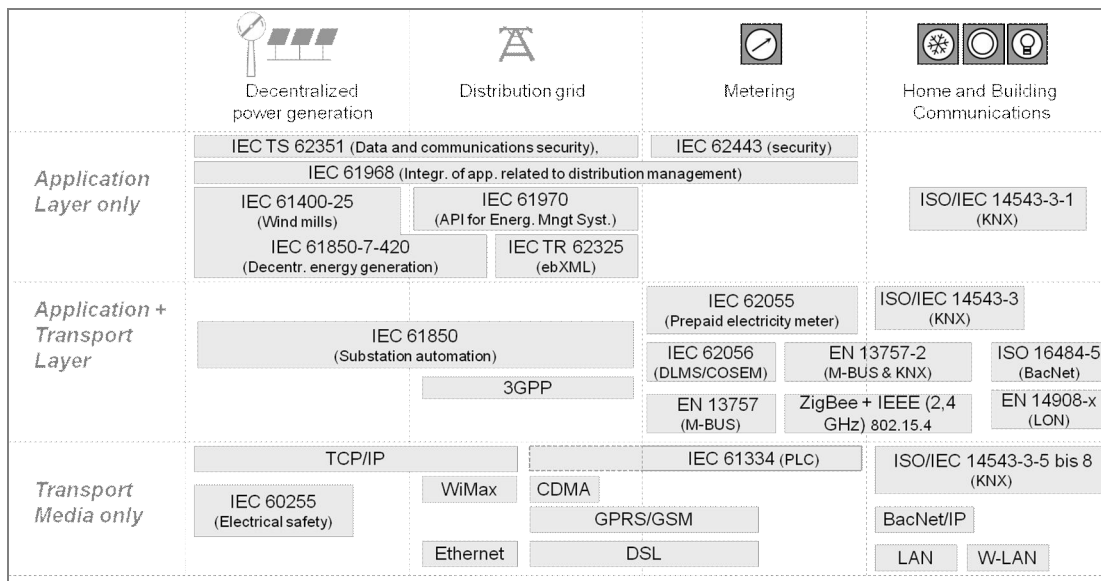 Decentralized
power generation
Distribution grid
Metering
Home and Building
Communications
Application
Layer only
IEC TS 62351 (Data and communications security),
IEC 62443 (security)
IEC 61968 (Integr. of app. related to distribution management)
IEC 61400-25
(Wind mills)
IEC 61970
(API for Energ. Mngt Syst.)
ISO/IEC 14543-3-1
(KNX)
IEC 61850-7-420
(Decentr. energy generation)
IEC TR 62325
(ebXML)
Application +
Transport
Layer
IEC 61850
(Substation automation)
3GPP
IEC 62055
(Prepaid electricity meter)
ISO/IEC 14543-3
(KNX)
IEC 62056
(DLMS/COSEM)
EN 13757-2
(M-BUS & KNX)
ISO 16484-5
(BacNet)
EN 13757
(M-BUS)
ZigBee + IEEE (2,4
GHz) 802.15.4
EN 14908-x
(LON)
Transport
Media only
TCP/IP
IEC 61334 (PLC)
ISO/IEC 14543-3-5 bis 8
(KNX)
IEC 60255
(Electrical safety)
WiMax
CDMA
GPRS/GSM
BacNet/IP
Ethernet
DSL
LAN
W-LAN